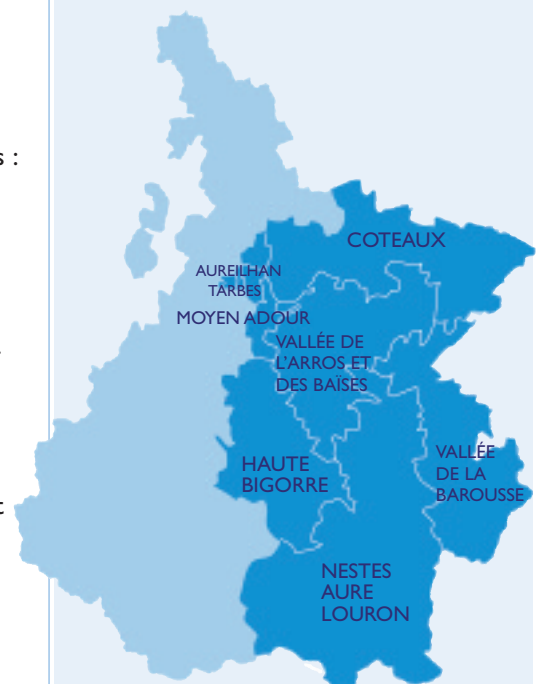 s :
COTEAUX
AUREILHAN
TARBES
MOYEN ADOUR
VALLÉE DE
L'ARROS ET
DES BAÏSES
HAUTE
BIGORRE
VALLÉE
DE LA
BAROUSSE
t
NESTES
AURE
LOURON